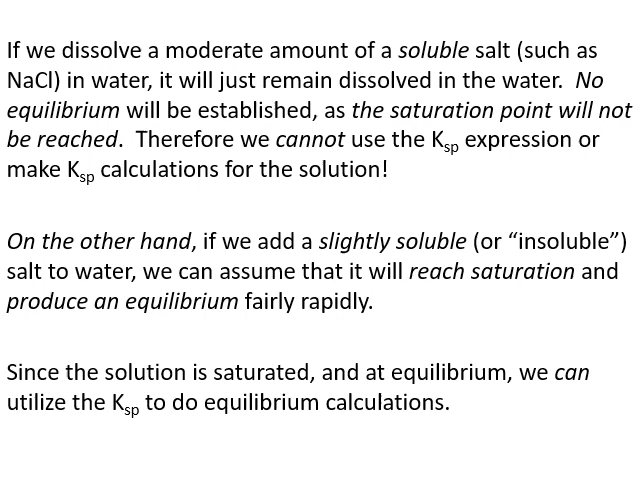 If we dissolve a moderate amount of a soluble salt (such as
NaCl) in water, it will just remain dissolved in the water.  No
equilibrium will be established, as the saturation point will not
be reached.  Therefore we cannot use the Ksp expression or
make Ksp calculations for the solution!
On the other hand, if we add a slightly soluble (or “insoluble”)
salt to water, we can assume that it will reach saturation and
produce an equilibrium fairly rapidly.
Since the solution is saturated, and at equilibrium, we can
utilize the Ksp to do equilibrium calculations.